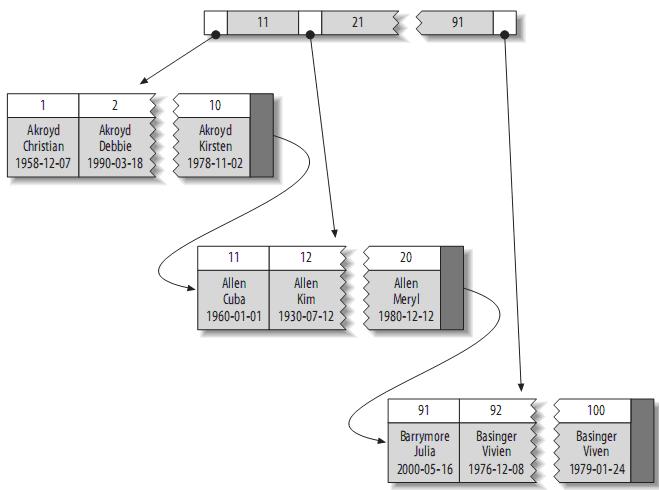 11 21 91
1 2 10
Akroyd Akroyd Akroyd
Christian Debbie Kirsten
1958-12-07 1990-03-18 1978-11-02
11 12 20
Allen Allen Allen
Cuba Kim Meryl
1960-01-01 1930-07-12 1980-12-12
91 92 100
Barrymore Basinger Basinger
Julia Vivien Viven
2000-05-16 1976-12-08 1979-01-24